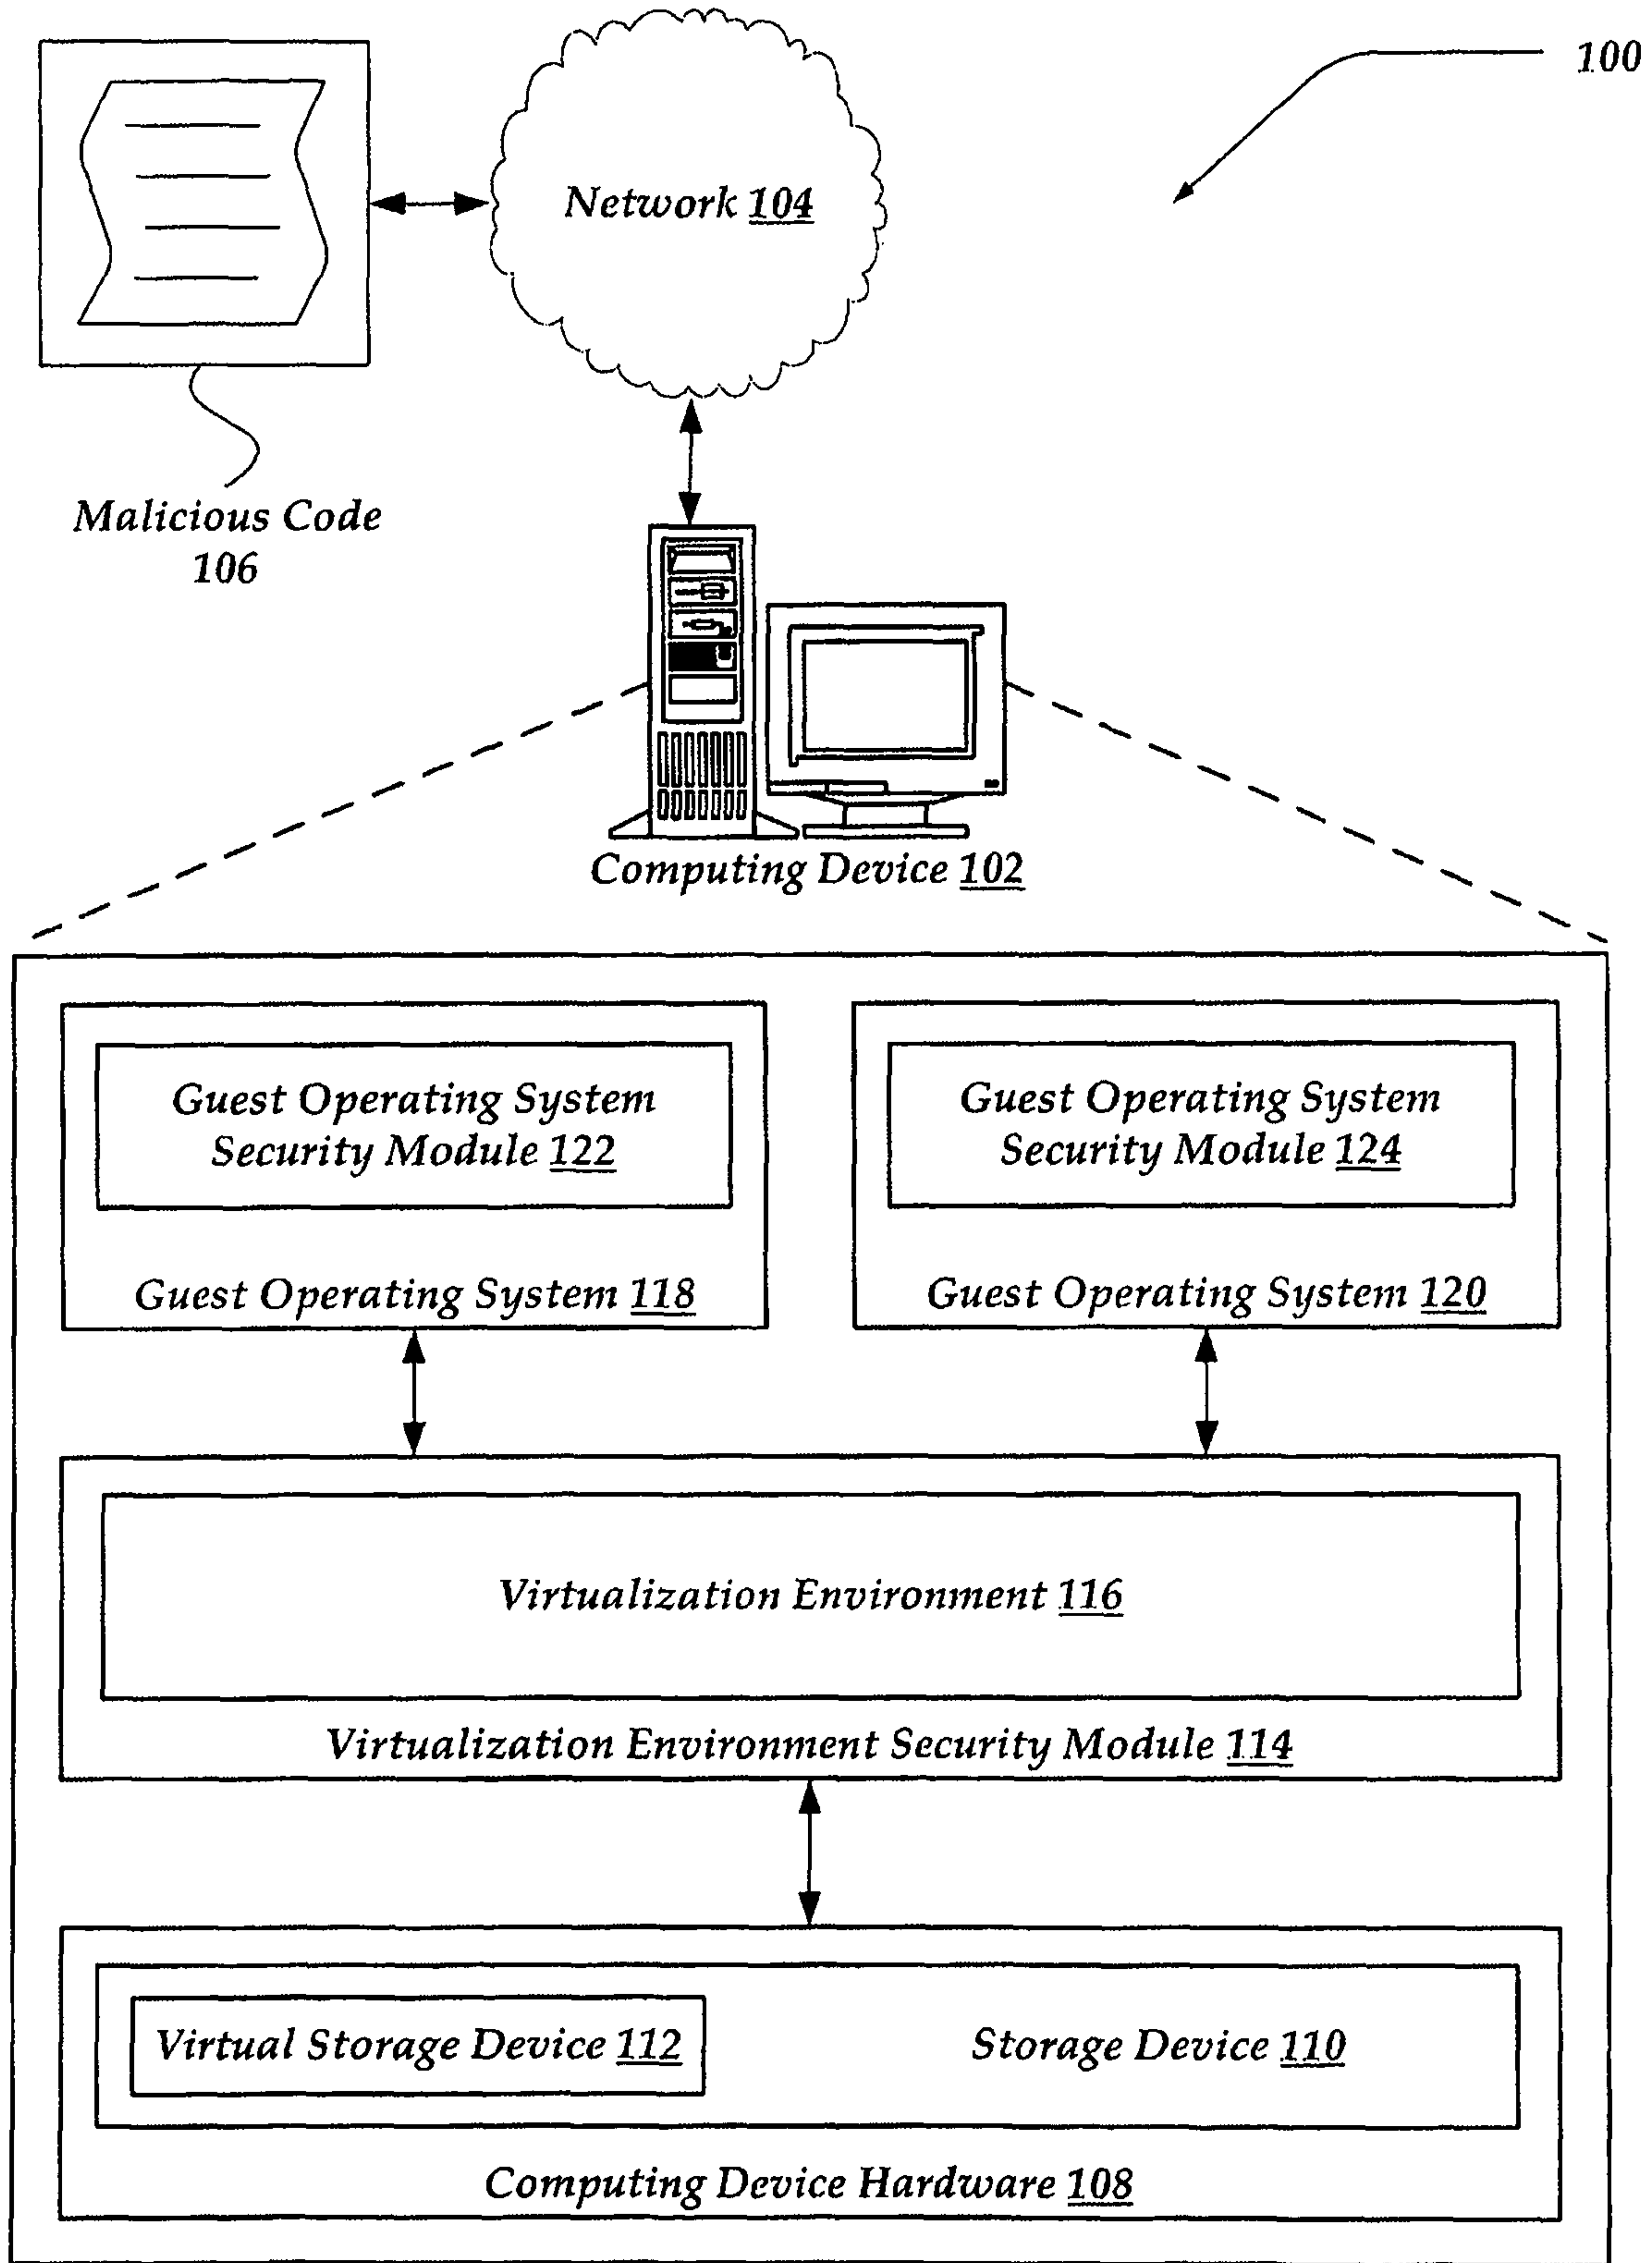 100
Network 104
Malicious Code
106
Computing Device 102
Guest Operating System
Security Module 122
Guest Operating System 118
Guest Operating System
Security Module 124
Guest Operating System 120
Virtualization Environment 116
Virtualization Environment Security Module 114
Virtual Storage Device 112
Storage Device 110
Computing Device Hardware 108